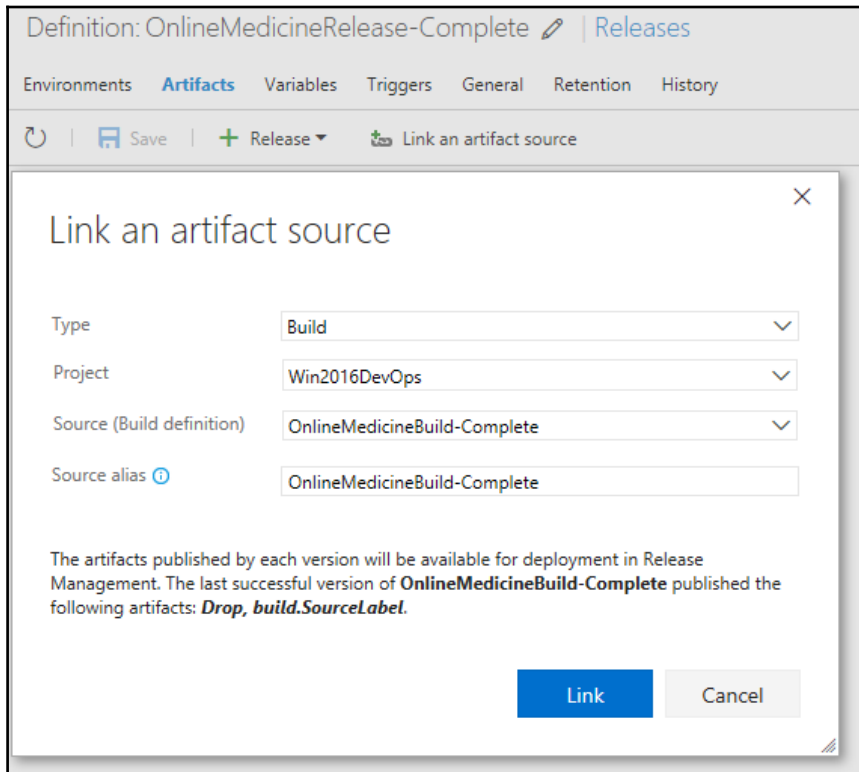 Definition: OnlineMedicineRelease-Complete | Releases
Environments Artifacts Variables Triggers General Retention History
Save | + Release Link an artifact source
Link an artifact source
Type Build
Project Win2016DevOps
Source (Build definition) OnlineMedicineBuild-Complete
Source alias OnlineMedicineBuild-Complete
The artifacts published by each version will be available for deployment in Release
Management. The last successful version of OnlineMedicineBuild-Complete published the
following artifacts: Drop, build.SourceLabel.
Link Cancel